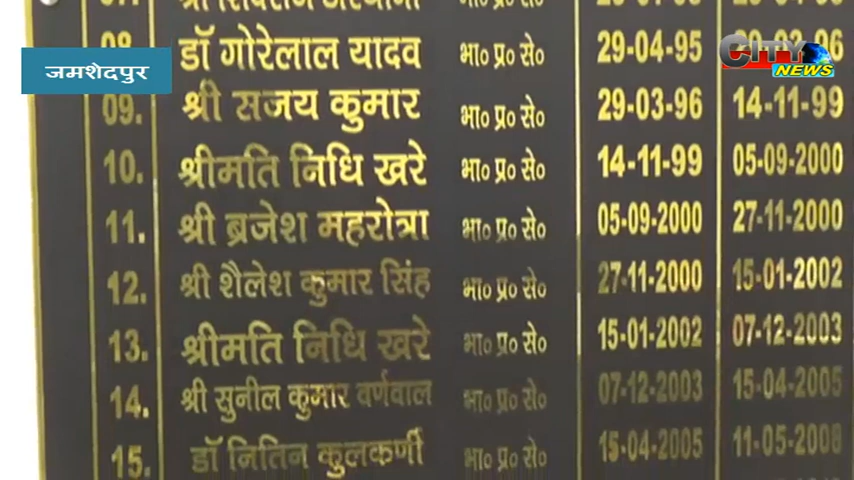 श्री
08. डॉ गोरेलाल यादव भा० प्र० से० 29-04-95
CITY NEWS
जमशेदपुर
09. श्री सजय कुमार भा० प्र० से० 29-03-96 14-11-99
10. श्रीमति निधि खरे भा० प्र० से० 14-11-99 05-09-2000
11. श्री ब्रजेश महरोत्रा भा० प्र० से० 05-09-2000 27-11-2000
12. श्री शैलेश कुमार सिंह भा० प्र० से० 27-11-2000 15-01-2002
13. श्रीमति निधि खरे भा० प्र० से० 15-01-2002 07-12-2003
14. श्री सुनील कुमार वर्णवाल भा० प्र० से० 07-12-2003 15-04-2005
15. डॉ नितिन कुलकर्णी भा० प्र० से० 15-04-2005 11-05-2008